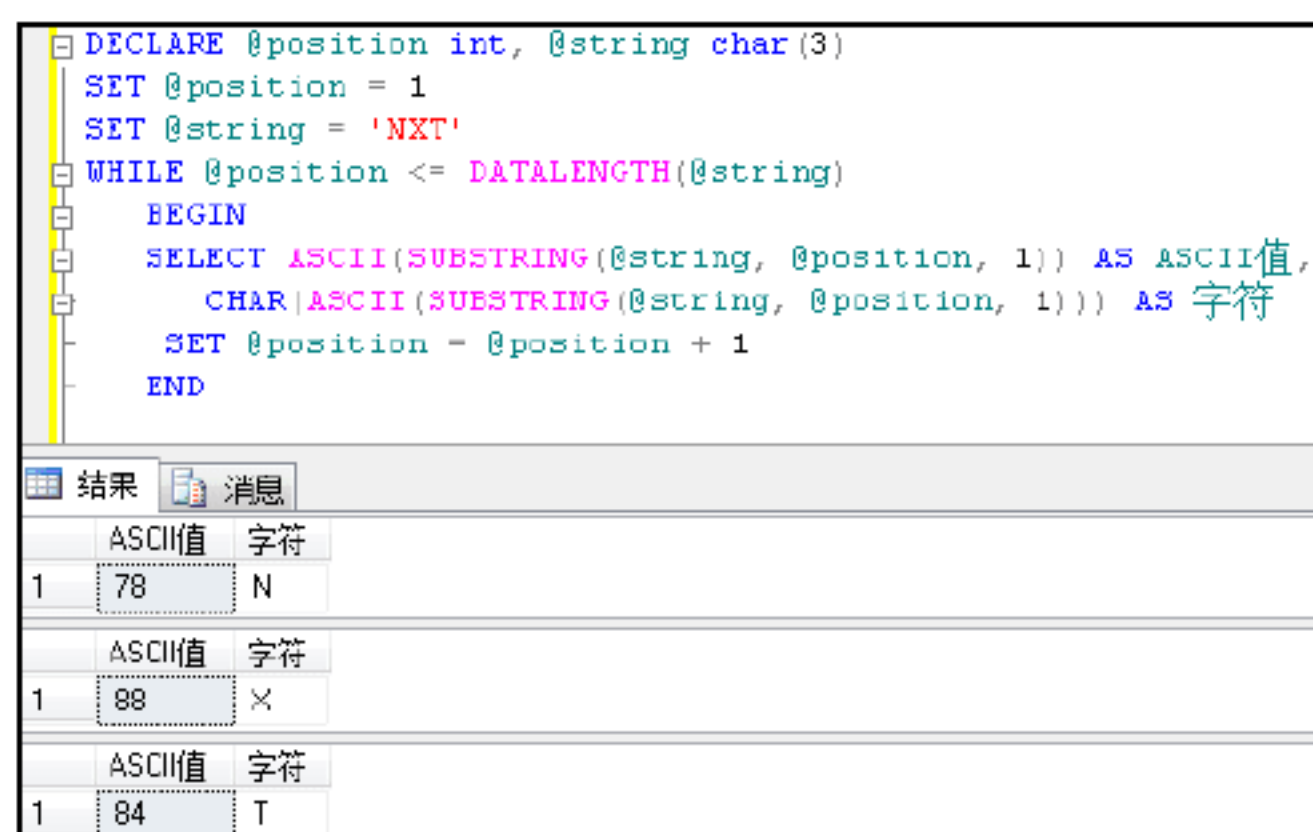 DECLARE @position int, @string char(3)
SET @position = 1
SET @string = 'NXT'
WHILE @position <= DATALENGTH(@string)
BEGIN
SELECT ASCII(SUBSTRING(@string, @position, 1)) AS ASCII值,
CHAR(ASCII(SUBSTRING(@string, @position, 1))) AS 字符
SET @position = @position + 1
END
结果 消息
ASCII值 字符
1 78 N
ASCII值 字符
1 88 X
ASCII值 字符
1 84 T